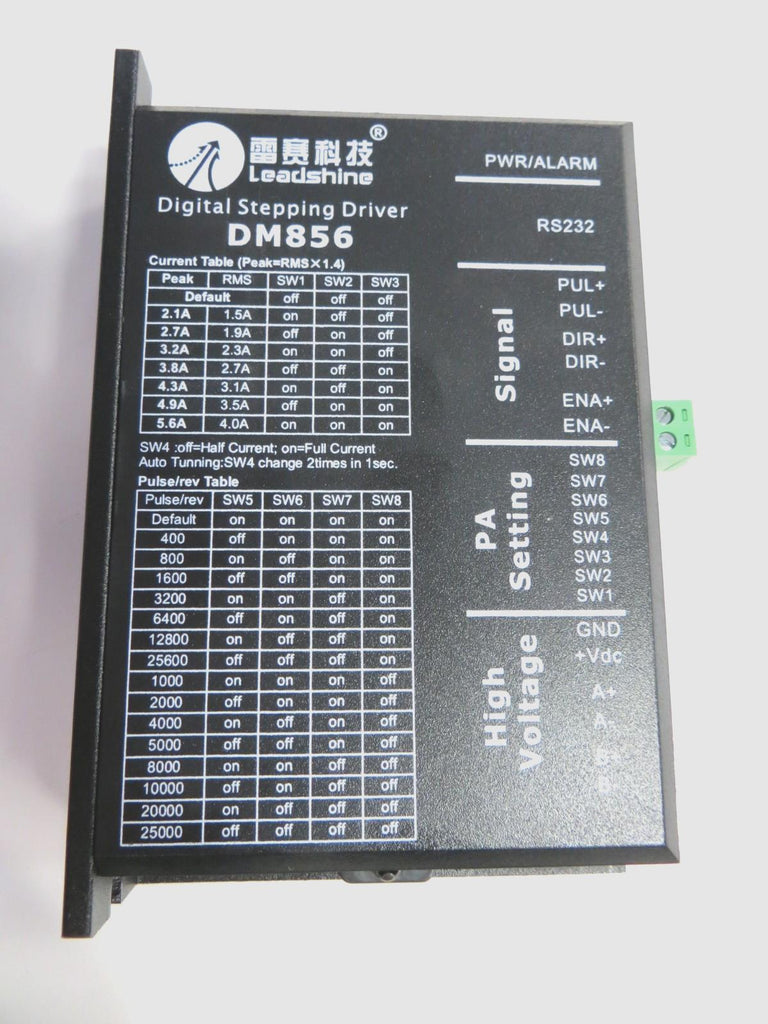 雷赛科技®
Leadshine
Digital Stepping Driver
DM856
Current Table (Peak=RMS×1.4)
Peak RMS SW1 SW2 SW3
Default off off off
2.1A 1.5A on off off
2.7A 1.9A off on off
3.2A 2.3A on on off
3.8A 2.7A off off on
4.3A 3.1A on off on
4.9A 3.5A off on on
5.6A 4.0A on on on
SW4 :off=Half Current; on=Full Current
Auto Tunning:SW4 change 2times in 1sec.
Pulse/rev Table
Pulse/rev SW5 SW6 SW7 SW8
Default on on on on
400 off on on on
800 on off on on
1600 off off on on
3200 on on off on
6400 off on off on
12800 on off off on
25600 off off off on
1000 on on on off
2000 off on on off
4000 on off on off
5000 off off on off
8000 on on off off
10000 off on off off
20000 on off off off
25000 off off off off
PWR/ALARM
RS232
Signal
PUL+
PUL-
DIR+
DIR-
ENA+
ENA-
PA
Setting
SW8
SW7
SW6
SW5
SW4
SW3
SW2
SW1
High
Voltage
GND
+Vdc
A+
A-